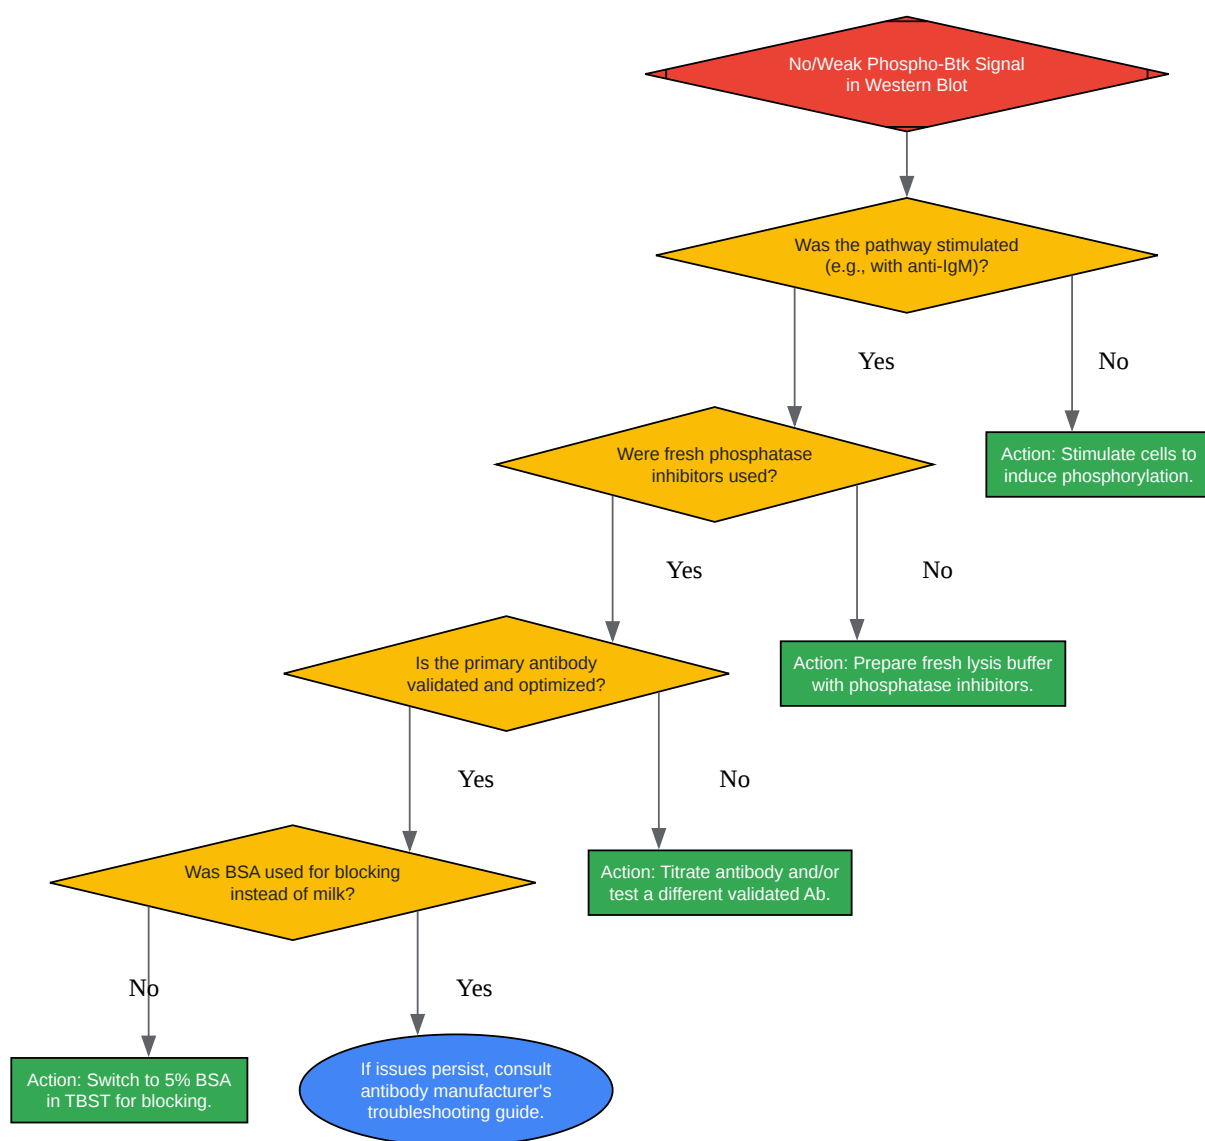 No/Weak Phospho-Btk Signal
in Western Blot
Was the pathway stimulated
(e.g., with anti-IgM)?
Yes
No
Were fresh phosphatase
inhibitors used?
Action: Stimulate cells to
induce phosphorylation.
Yes
No
Is the primary antibody
validated and optimized?
Action: Prepare fresh lysis buffer
with phosphatase inhibitors.
Yes
No
Was BSA used for blocking
instead of milk?
Action: Titrate antibody and/or
test a different validated Ab.
No
Yes
Action: Switch to 5% BSA
in TBST for blocking.
If issues persist, consult
antibody manufacturer's
troubleshooting guide.